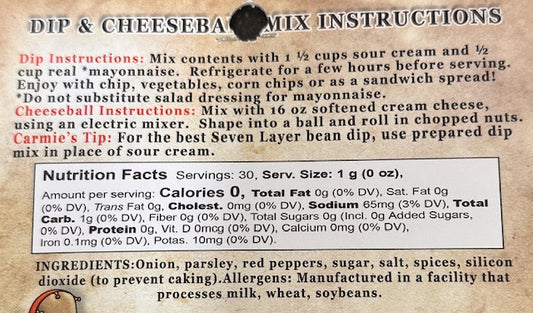 DIP & CHEESEBA MIX INSTRUCTIONS
Dip Instructions: Mix contents with 1 ½ cups sour cream and ½
cup real *mayonnaise. Refrigerate for a few hours before serving.
Enjoy with chip, vegetables, corn chips or as a sandwich spread!
*Do not substitute salad dressing for mayonnaise.
Cheeseball Instructions: Mix with 16 oz softened cream cheese,
using an electric mixer. Shape into a ball and roll in chopped nuts.
Carmie's Tip: For the best Seven Layer bean dip, use prepared dip
mix in place of sour cream.
Nutrition Facts Servings: 30, Serv. Size: 1 g (0 oz),
Amount per serving: Calories 0, Total Fat 0g (0% DV), Sat. Fat 0g
(0% DV), Trans Fat 0g, Cholest. 0mg (0% DV), Sodium 65mg (3% DV), Total
Carb. 1g (0% DV), Fiber 0g (0% DV), Total Sugars 0g (Incl. 0g Added Sugars,
0% DV), Protein 0g, Vit. D 0mcg (0% DV), Calcium 0mg (0% DV),
Iron 0.1mg (0% DV), Potas. 10mg (0% DV).
INGREDIENTS:Onion, parsley, red peppers, sugar, salt, spices, silicon
dioxide (to prevent caking).Allergens: Manufactured in a facility that
processes milk, wheat, soybeans.